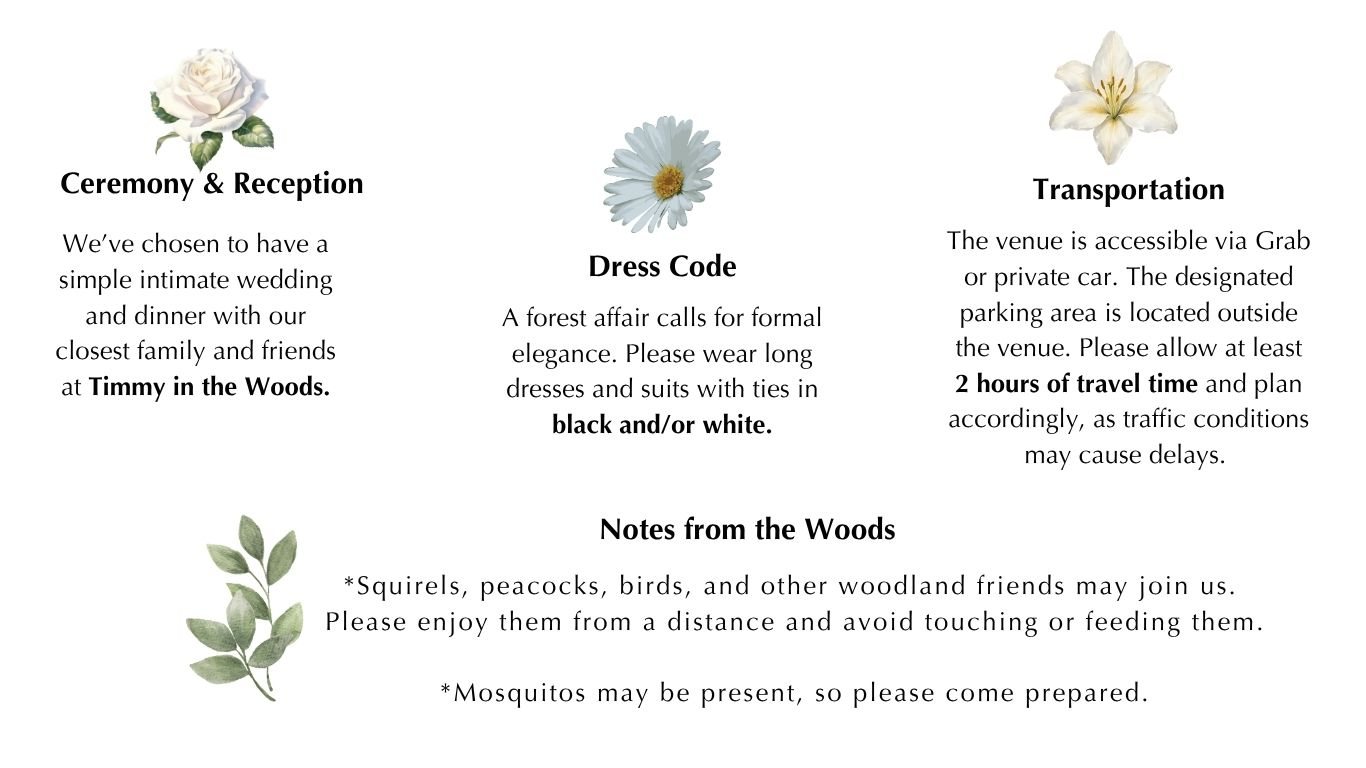 Ceremony & Reception
We’ve chosen to have a
simple intimate wedding
and dinner with our
closest family and friends
at Timmy in the Woods.
Dress Code
A forest affair calls for formal
elegance. Please wear long
dresses and suits with ties in
black and/or white.
Transportation
The venue is accessible via Grab
or private car. The designated
parking area is located outside
the venue. Please allow at least
2 hours of travel time and plan
accordingly, as traffic conditions
may cause delays.
Notes from the Woods
*Squirels, peacocks, birds, and other woodland friends may join us.
Please enjoy them from a distance and avoid touching or feeding them.
*Mosquitos may be present, so please come prepared.